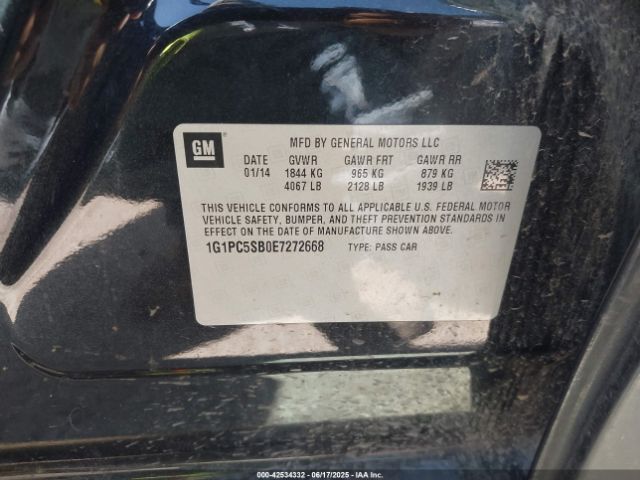 GM
MFD BY GENERAL MOTORS LLC
DATE GVWR GAWR FRT GAWR RR
01/14 1844 KG 965 KG 879 KG
4067 LB 2128 LB 1939 LB
THIS VEHICLE CONFORMS TO ALL APPLICABLE U.S. FEDERAL MOTOR
VEHICLE SAFETY, BUMPER, AND THEFT PREVENTION STANDARDS IN
EFFECT ON THE DATE OF MANUFACTURE SHOWN ABOVE.
1G1PC5SB0E7272668 TYPE: PASS CAR
000-42534332 - 06/17/2025 - IAA Holdings, LLC